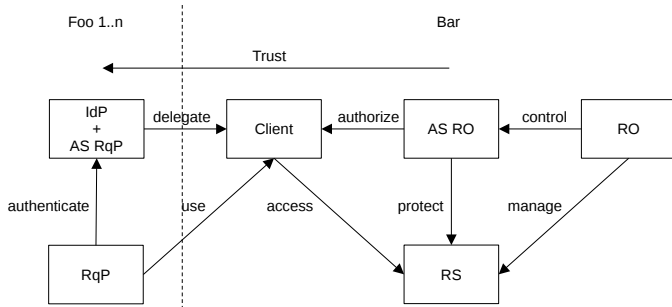 Foo 1..n
Bar
Trust
IdP
+
AS RqP
delegate
Client
authorize
AS RO
control
RO
authenticate
use
access
protect
manage
RqP
RS